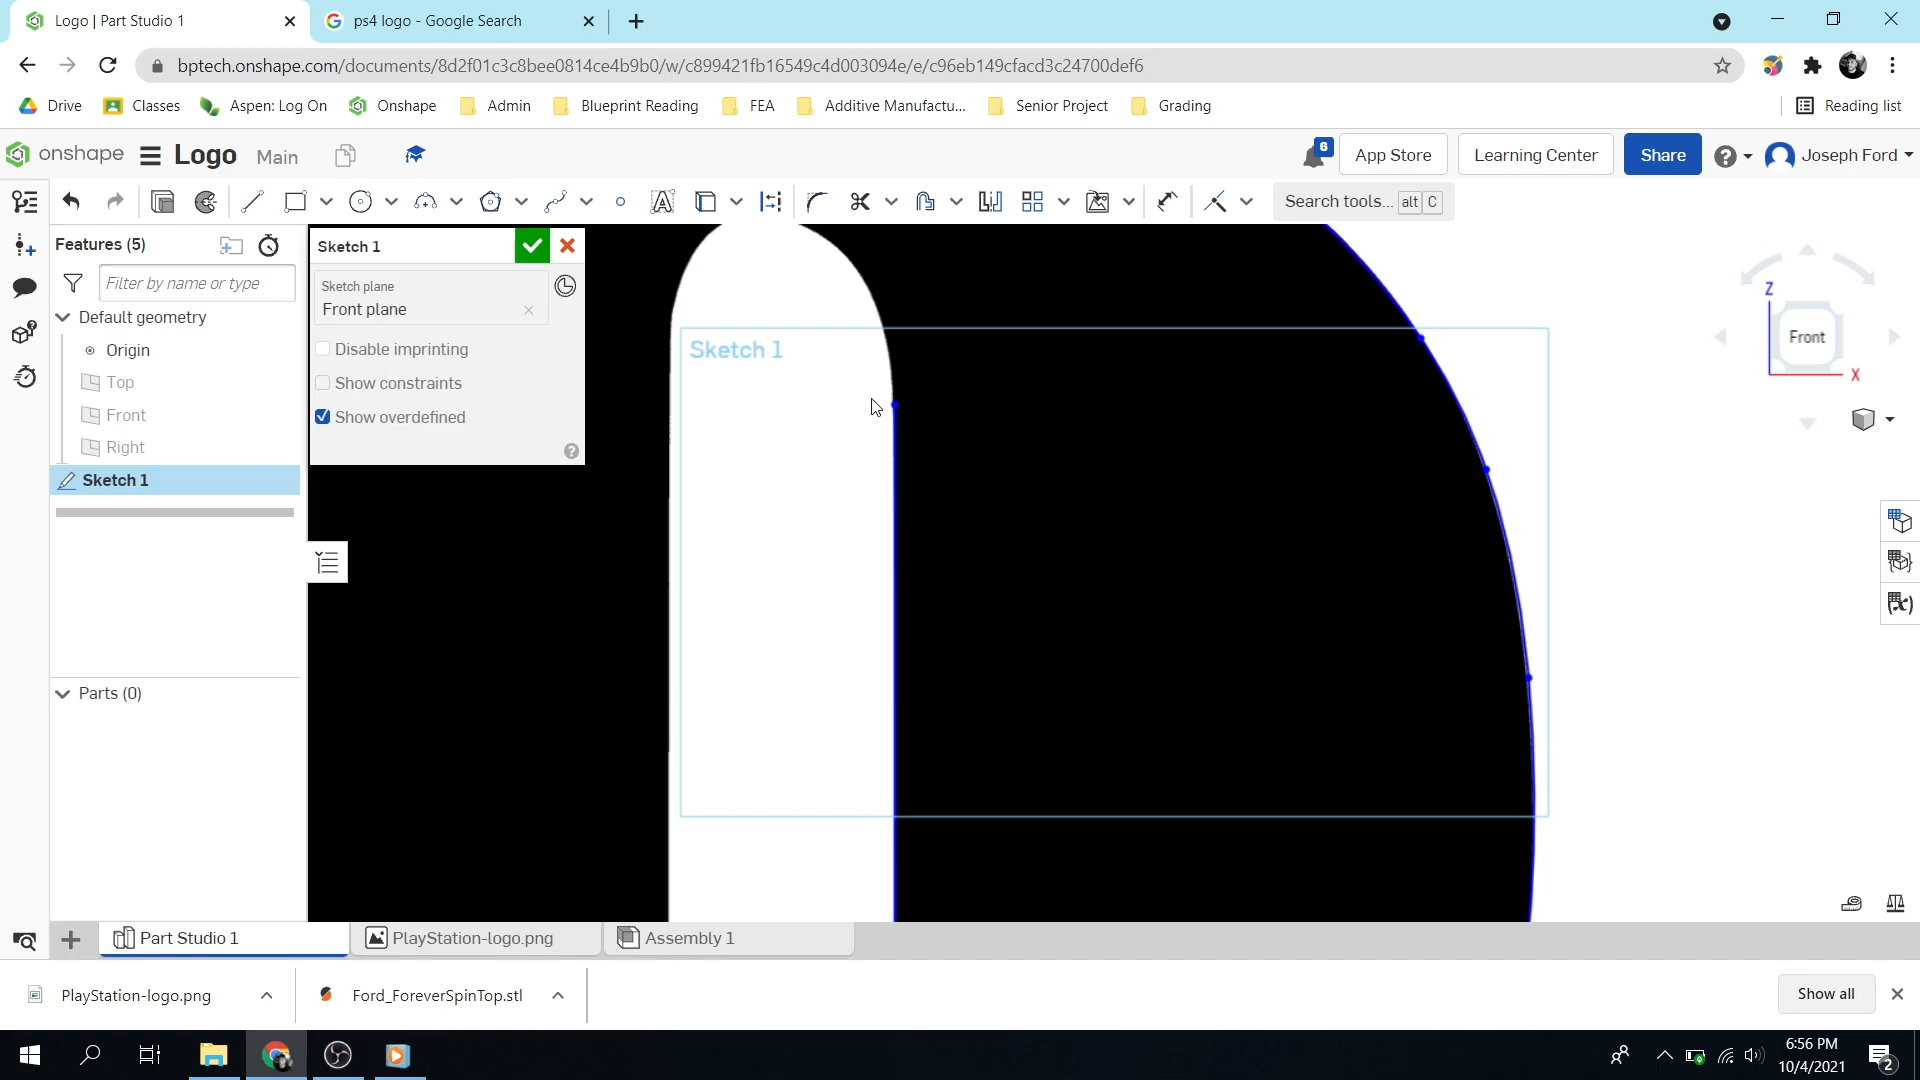 Logo | Part Studio 1
ps4 logo - Google Search
bptech.onshape.com/documents/8d2f01c3c8bee0814ce4b9b0/w/c899421fb16549c4d003094e/e/c96eb149cfacd3c24700def6
Drive
Classes
Aspen: Log On
Onshape
Admin
Blueprint Reading
FEA
Additive Manufactu...
Senior Project
Grading
Reading list
onshape
Logo
Main
6
App Store
Learning Center
Share
Joseph Ford
Search tools...
alt
C
Features (5)
Filter by name or type
Default geometry
Origin
Top
Front
Right
Sketch 1
Parts (0)
Sketch 1
Sketch plane
Front plane
Disable imprinting
Show constraints
Show overdefined
Sketch 1
Z
Front
X
Part Studio 1
PlayStation-logo.png
Assembly 1
PlayStation-logo.png
Ford_ForeverSpinTop.stl
Show all
6:56 PM
10/4/2021
2